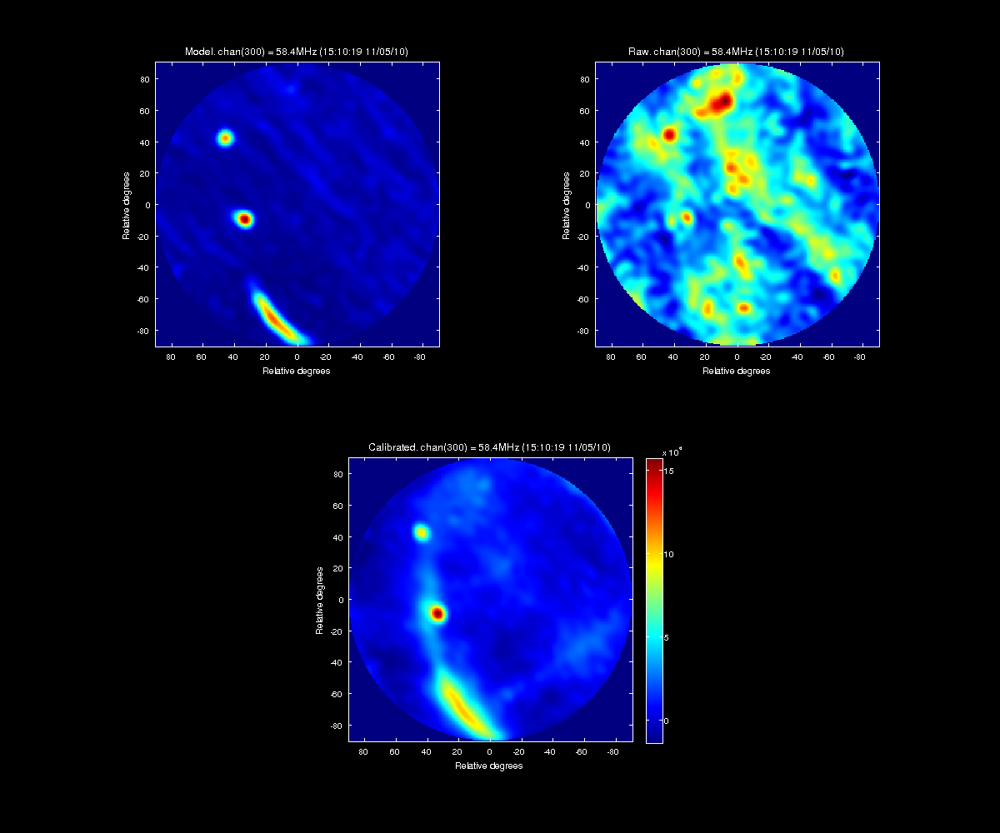 Model. chan(300) = 58.4MHz (15:10:19 11/05/10)
Relative degrees
80
60
40
20
0
-20
-40
-60
-80
80 60 40 20 0 -20 -40 -60 -80
Relative degrees
Raw. chan(300) = 58.4MHz (15:10:19 11/05/10)
Relative degrees
80
60
40
20
0
-20
-40
-60
-80
80 60 40 20 0 -20 -40 -60 -80
Relative degrees
Calibrated. chan(300) = 58.4MHz (15:10:19 11/05/10)
Relative degrees
80
60
40
20
0
-20
-40
-60
-80
80 60 40 20 0 -20 -40 -60 -80
Relative degrees
x 10^4
15
10
5
0